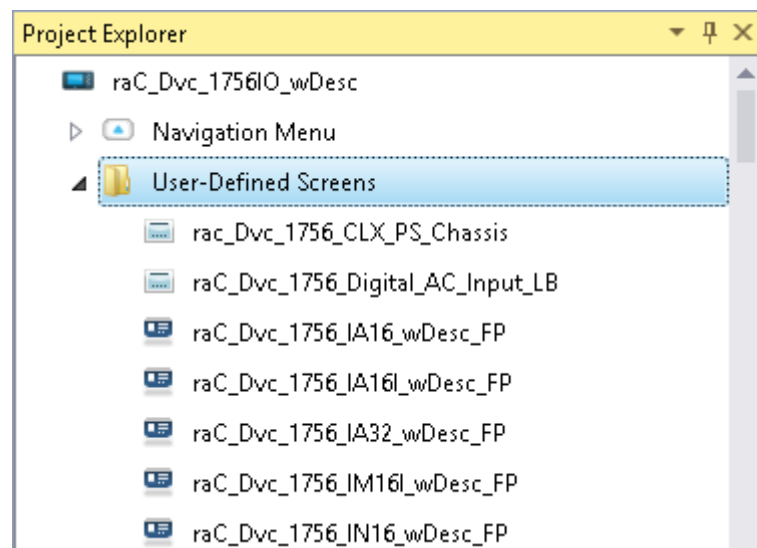 Project Explorer
raC_Dvc_1756IO_wDesc
Navigation Menu
User-Defined Screens
rac_Dvc_1756_CLX_PS_Chassis
raC_Dvc_1756_Digital_AC_Input_LB
raC_Dvc_1756_IA16_wDesc_FP
raC_Dvc_1756_IA16I_wDesc_FP
raC_Dvc_1756_IA32_wDesc_FP
raC_Dvc_1756_IM16I_wDesc_FP
raC_Dvc_1756_IN16_wDesc_FP